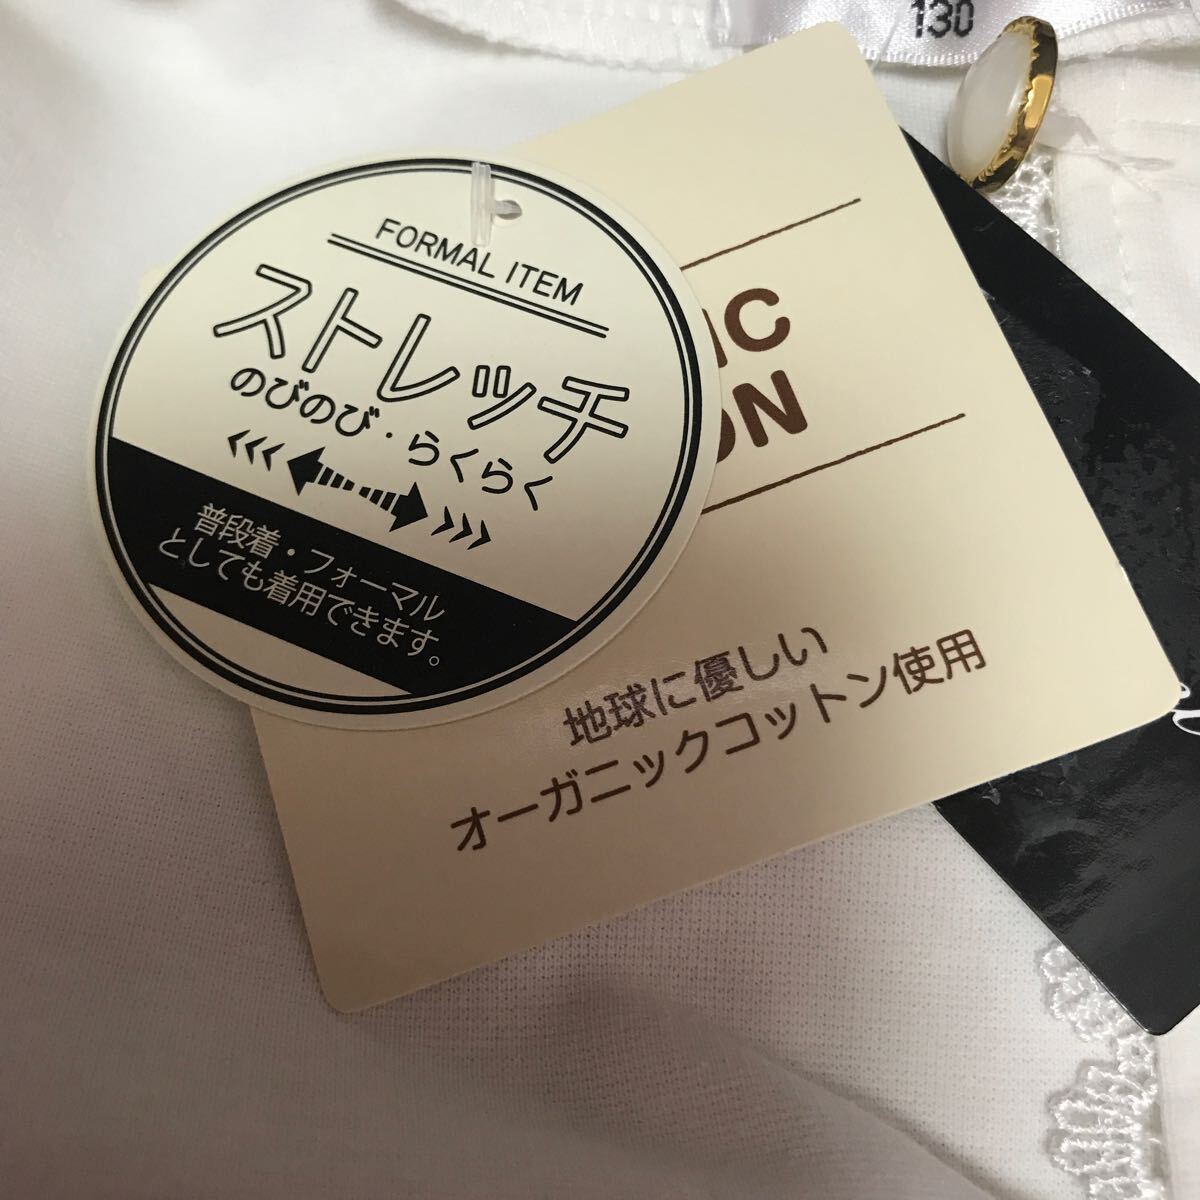 130
FORMAL ITEM
ストレッチ
のびのび・らくらく
普段着・フォーマル
としても着用できます。
IC
ON
地球に優しい
オーガニックコットン使用